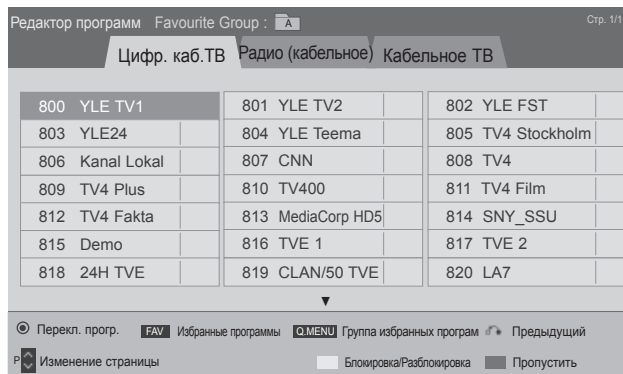 Редактор программ Favourite Group : A Стр. 1/1
Цифр. каб.ТВ Радио (кабельное) Кабельное ТВ
800 YLE TV1 801 YLE TV2 802 YLE FST
803 YLE24 804 YLE Teema 805 TV4 Stockholm
806 Kanal Lokal 807 CNN 808 TV4
809 TV4 Plus 810 TV400 811 TV4 Film
812 TV4 Fakta 813 MediaCorp HD5 814 SNY_SSU
815 Demo 816 TVE 1 817 TVE 2
818 24H TVE 819 CLAN/50 TVE 820 LA7
Перекл. прогр. FAV Избранные программы Q.MENU Группа избранных програм Предыдущий
P Изменение страницы Блокировка/Разблокировка Пропустить